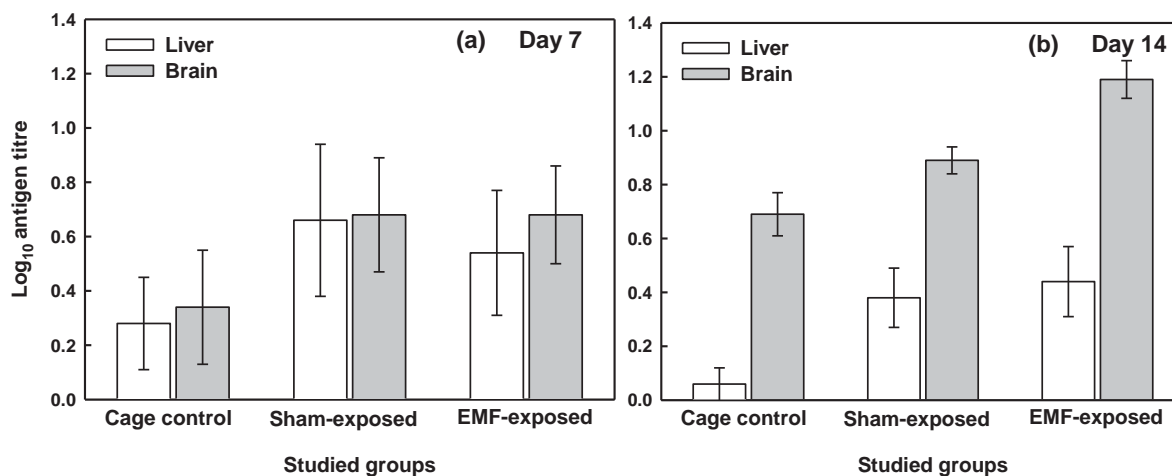 Log10 antigen titre
1.4
1.2
1.0
0.8
0.6
0.4
0.2
0.0
Liver
Brain
(a) Day 7
Cage control Sham-exposed EMF-exposed
Studied groups
1.4
1.2
1.0
0.8
0.6
0.4
0.2
0.0
Liver
Brain
(b) Day 14
Cage control Sham-exposed EMF-exposed
Studied groups